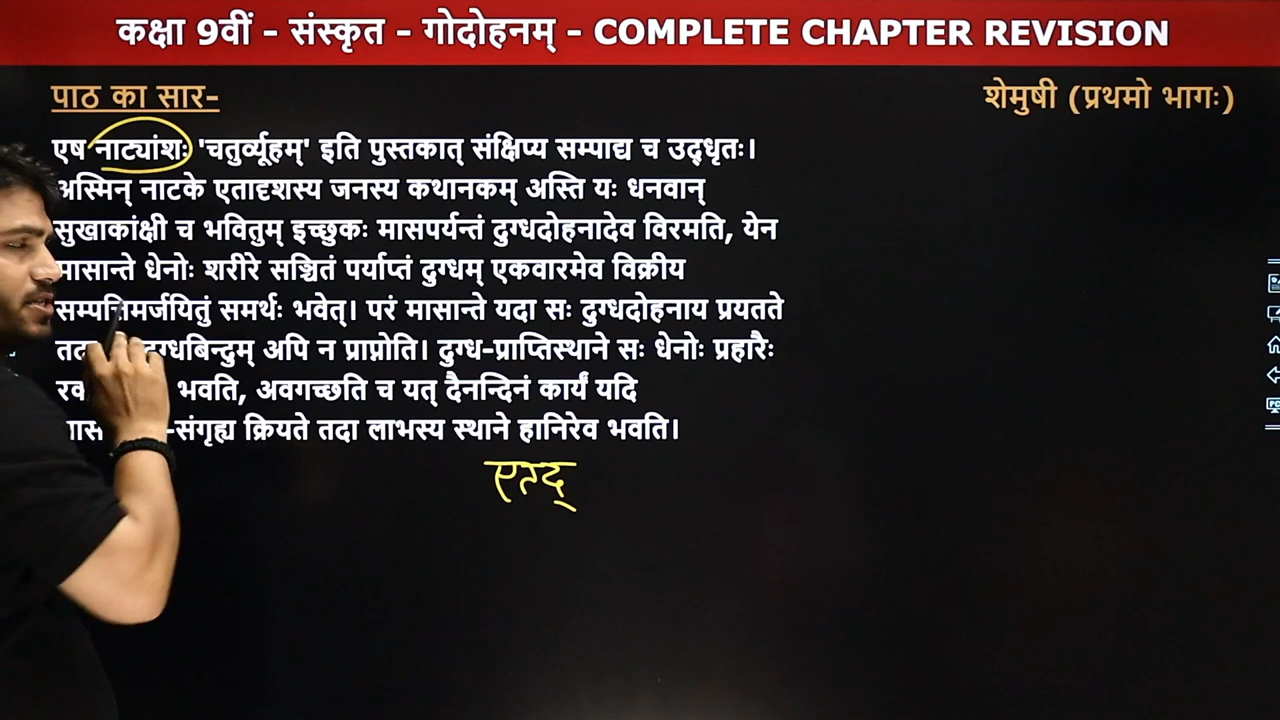 कक्षा 9वीं - संस्कृत - गोदोहनम् - COMPLETE CHAPTER REVISION
पाठ का सार-
शेमुषी (प्रथमो भागः)
एष नाट्यांशः 'चतुर्व्यूहम्' इति पुस्तकात् संक्षिप्य सम्पाद्य च उद्धृतः।
अस्मिन् नाटके एतादृशस्य जनस्य कथानकम् अस्ति यः धनवान्
सुखाकांक्षी च भवितुम् इच्छुकः मासपर्यन्तं दुग्धदोहनादेव विरमति, येन
मासान्ते धेनोः शरीरे सञ्चितं पर्याप्तं दुग्धम् एकवारमेव विक्रीय
सम्पत्तिमर्जयितुं समर्थः भवेत्। परं मासान्ते यदा सः दुग्धदोहनाय प्रयतते
दुग्धबिन्दुम् अपि न प्राप्नोति। दुग्ध-प्राप्तिस्थाने सः धेनोः प्रहारैः
भवति, अवगच्छति च यत् दैनन्दिनं कार्यं यदि
-संगृह्य क्रियते तदा लाभस्य स्थाने हानिरेव भवति।
एतद्